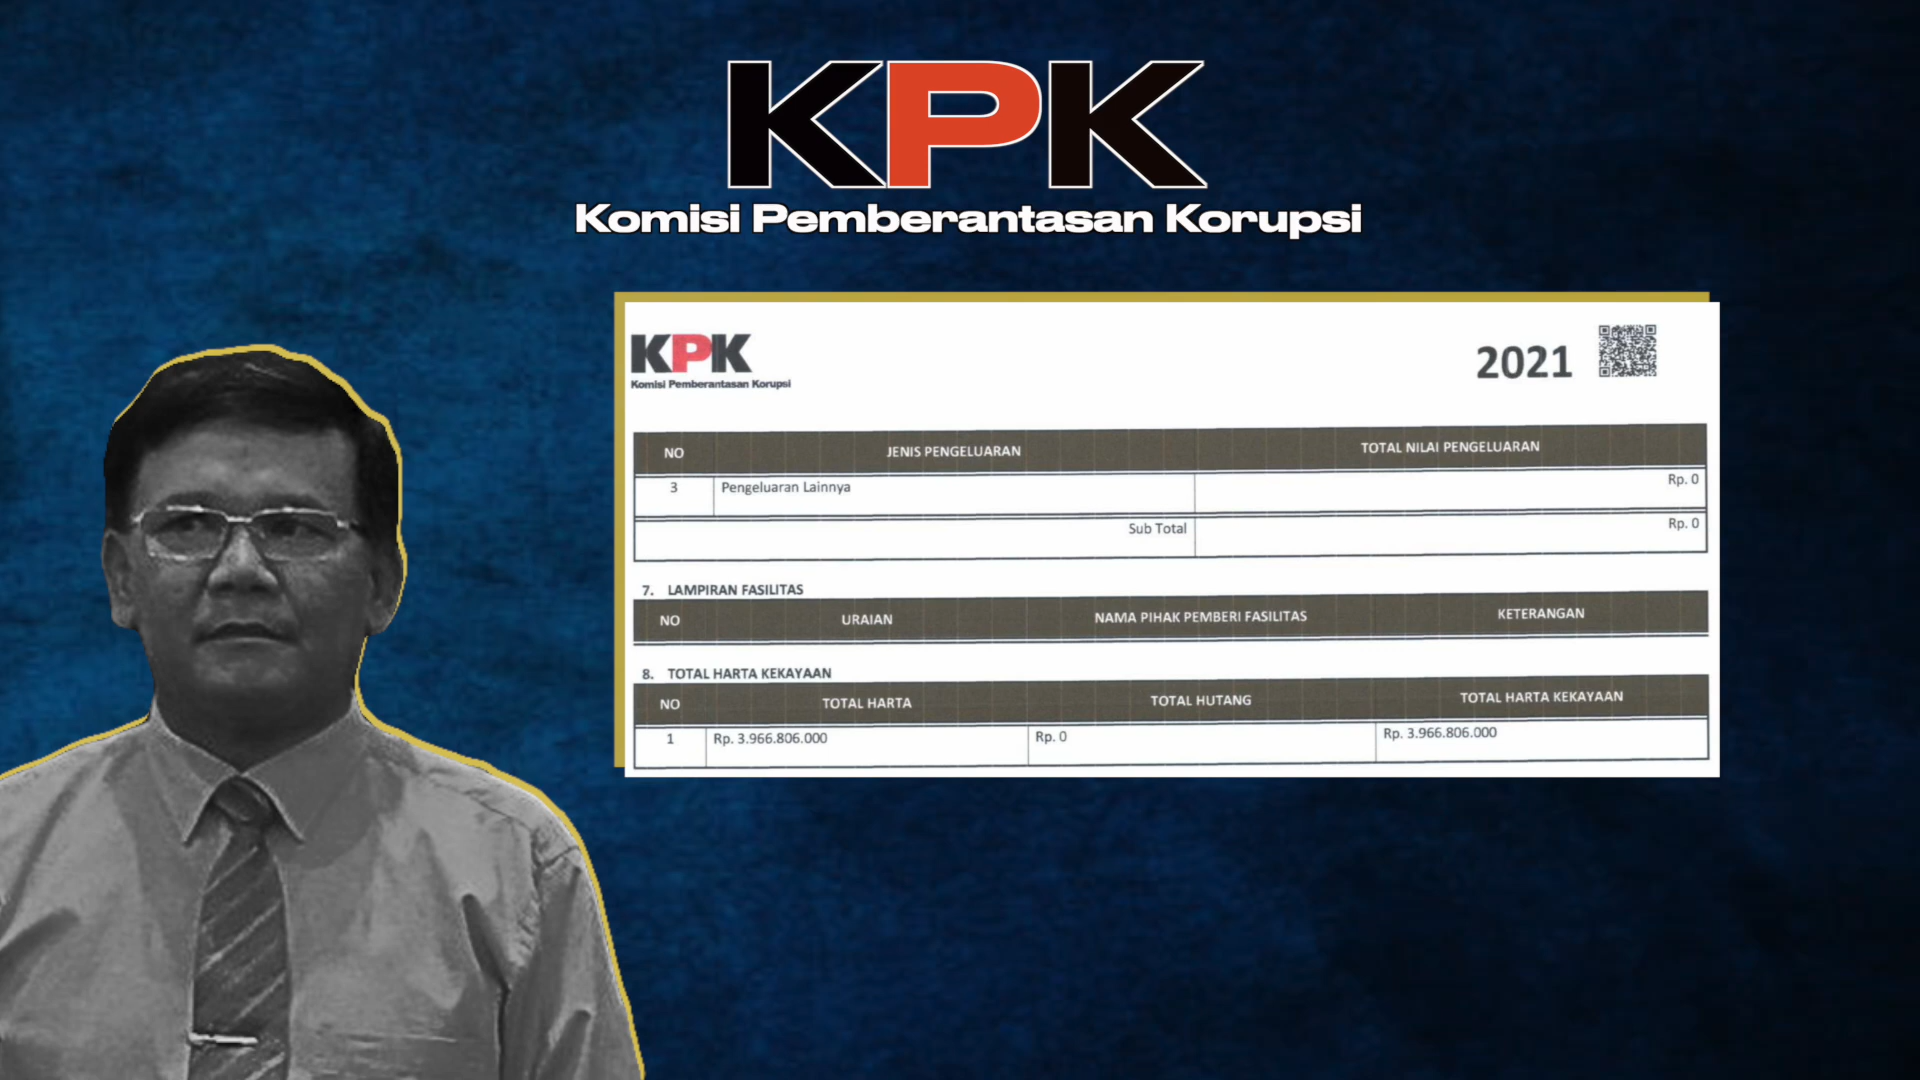 KPK
Komisi Pemberantasan Korupsi
KPK
Komisi Pemberantasan Korupsi
2021
NO JENIS PENGELUARAN TOTAL NILAI PENGELUARAN
3 Pengeluaran Lainnya Rp. 0
Sub Total Rp. 0
7. LAMPIRAN FASILITAS
NO URAIAN NAMA PIHAK PEMBERI FASILITAS KETERANGAN
8. TOTAL HARTA KEKAYAAN
NO TOTAL HARTA TOTAL HUTANG TOTAL HARTA KEKAYAAN
1 Rp. 3.966.806.000 Rp. 0 Rp. 3.966.806.000